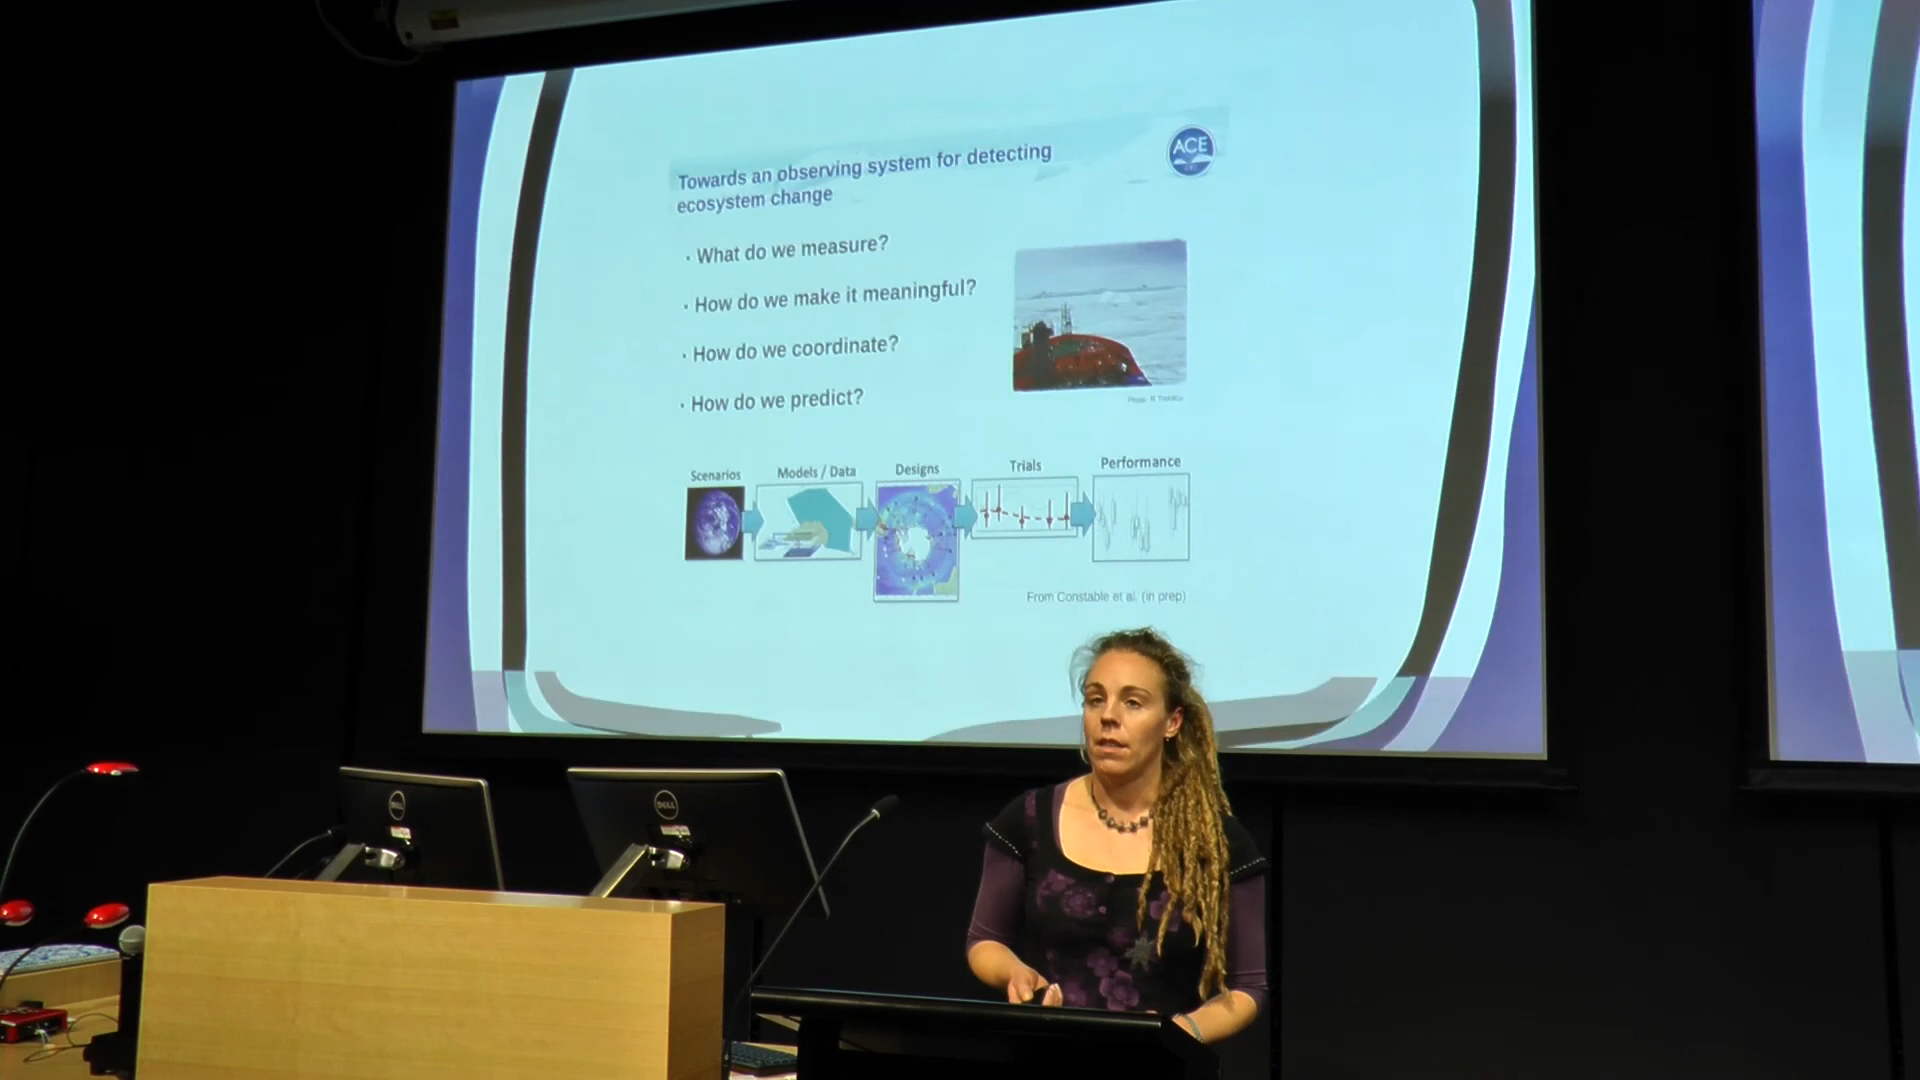 ACE
Towards an observing system for detecting
ecosystem change
· What do we measure?
· How do we make it meaningful?
· How do we coordinate?
· How do we predict?
Scenarios
Models / Data
Designs
Trials
Performance
From Constable et al. (in prep)
DELL
DELL